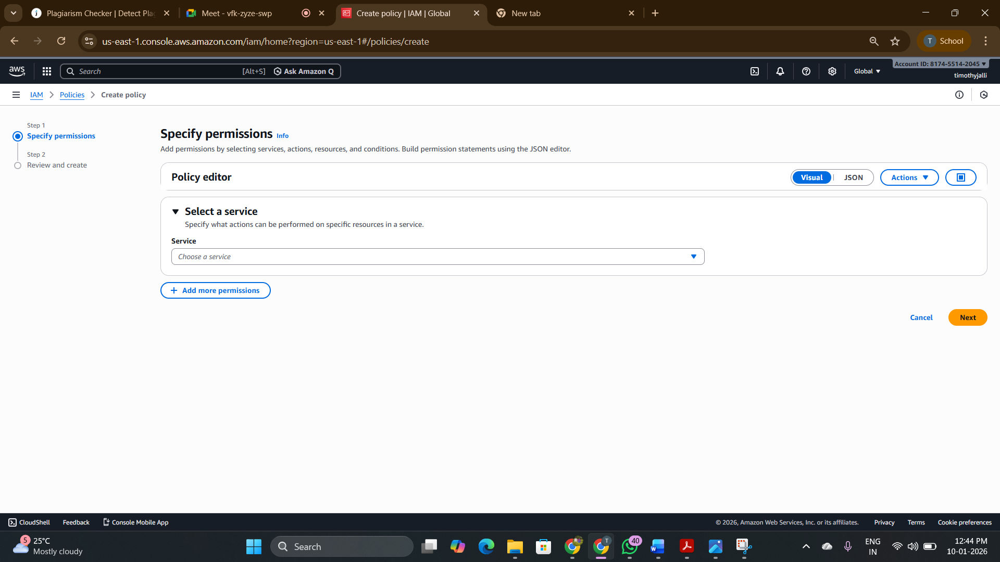 Plagiarism Checker | Detect Pla
Meet - vfk-zyze-swp
Create policy | IAM | Global
New tab
us-east-1.console.aws.amazon.com/iam/home?region=us-east-1#/policies/create
T School
aws
Search [Alt+S] Ask Amazon Q
Global
Account ID: 8174-5514-2045
timothyjalli
IAM > Policies > Create policy
Step 1
Specify permissions
Step 2
Review and create
Specify permissions Info
Add permissions by selecting services, actions, resources, and conditions. Build permission statements using the JSON editor.
Policy editor
Visual | JSON
Actions
Select a service
Specify what actions can be performed on specific resources in a service.
Service
Choose a service
+ Add more permissions
Cancel
Next
CloudShell Feedback Console Mobile App
© 2026, Amazon Web Services, Inc. or its affiliates. Privacy Terms Cookie preferences
5
25°C
Mostly cloudy
Search
T
40
W
ENG
IN
12:44 PM
10-01-2026